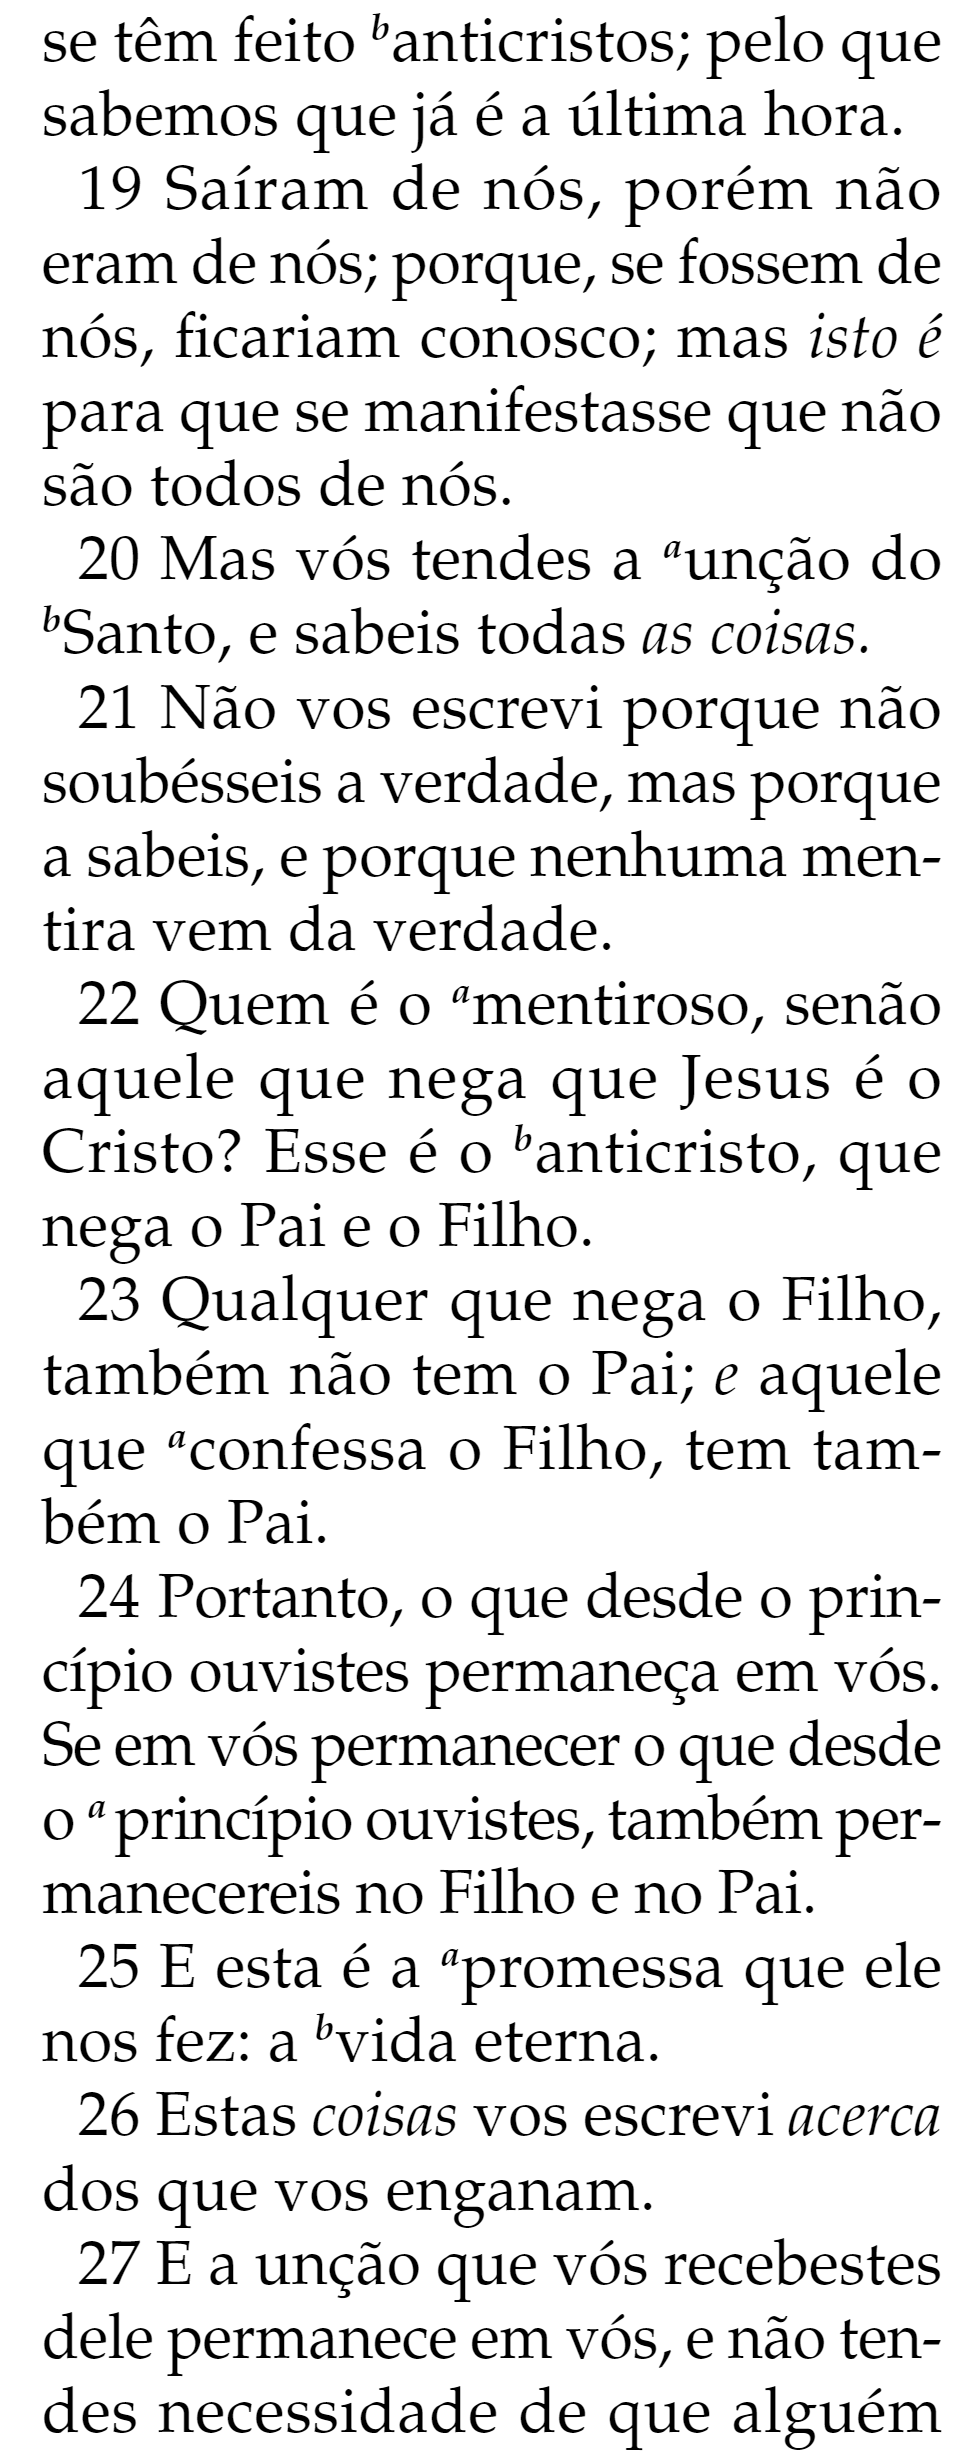 se têm feito ᵇanticristos; pelo que
sabemos que já é a última hora.
19 Saíram de nós, porém não
eram de nós; porque, se fossem de
nós, ficariam conosco; mas isto é
para que se manifestasse que não
são todos de nós.
20 Mas vós tendes a ᵃunção do
ᵇSanto, e sabeis todas as coisas.
21 Não vos escrevi porque não
soubésseis a verdade, mas porque
a sabeis, e porque nenhuma men-
tira vem da verdade.
22 Quem é o ᵃmentiroso, senão
aquele que nega que Jesus é o
Cristo? Esse é o ᵇanticristo, que
nega o Pai e o Filho.
23 Qualquer que nega o Filho,
também não tem o Pai; e aquele
que ᵃconfessa o Filho, tem tam-
bém o Pai.
24 Portanto, o que desde o prin-
cípio ouvistes permaneça em vós.
Se em vós permanecer o que desde
o ᵃ princípio ouvistes, também per-
manecereis no Filho e no Pai.
25 E esta é a ᵃpromessa que ele
nos fez: a ᵇvida eterna.
26 Estas coisas vos escrevi acerca
dos que vos enganam.
27 E a unção que vós recebestes
dele permanece em vós, e não ten-
des necessidade de que alguém